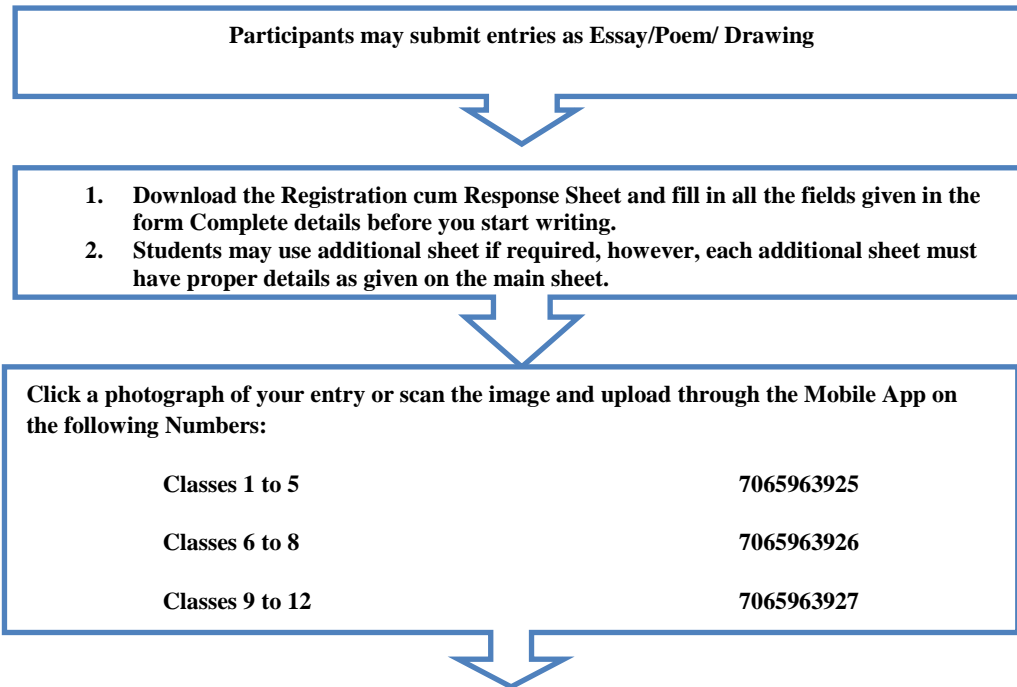 Participants may submit entries as Essay/Poem/ Drawing
1. Download the Registration cum Response Sheet and fill in all the fields given in the
form Complete details before you start writing.
2. Students may use additional sheet if required, however, each additional sheet must
have proper details as given on the main sheet.
Click a photograph of your entry or scan the image and upload through the Mobile App on
the following Numbers:
Classes 1 to 5 7065963925
Classes 6 to 8 7065963926
Classes 9 to 12 7065963927